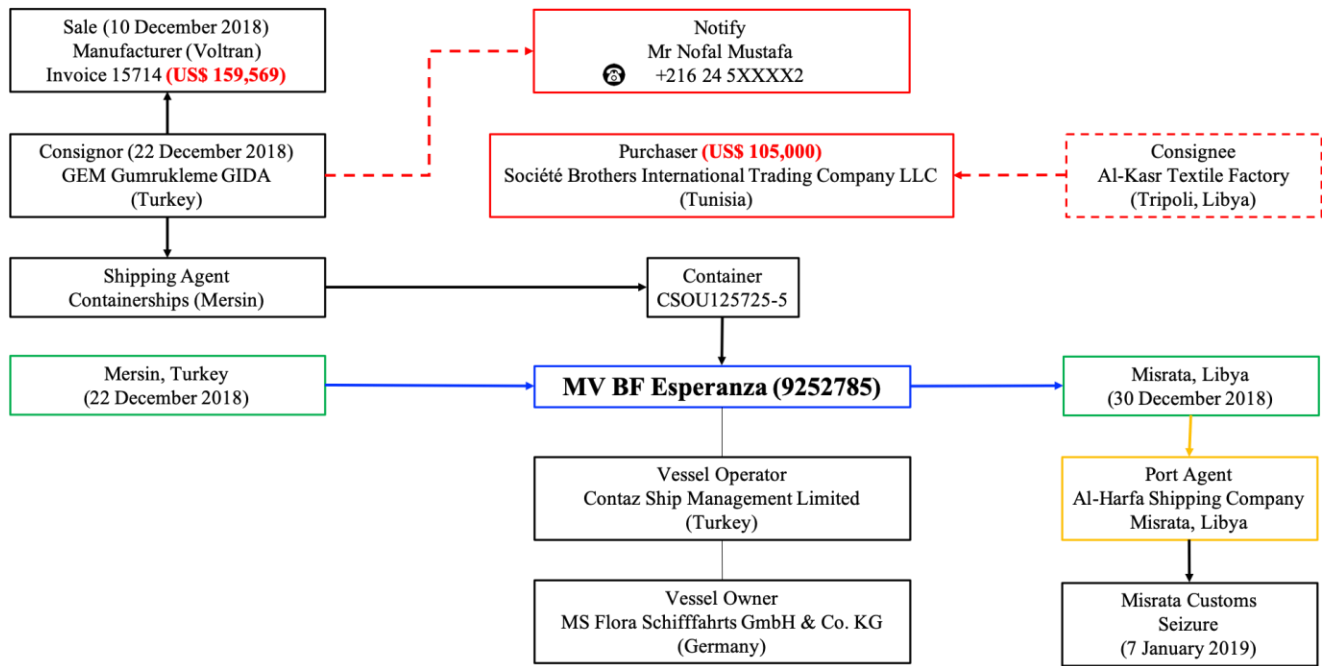 Sale (10 December 2018)
Manufacturer (Voltran)
Invoice 15714 (US$ 159,569)
Notify
Mr Nofal Mustafa
+216 24 5XXXX2
Consignor (22 December 2018)
GEM Gumrukleme GIDA
(Turkey)
Purchaser (US$ 105,000)
Société Brothers International Trading Company LLC
(Tunisia)
Consignee
Al-Kasr Textile Factory
(Tripoli, Libya)
Shipping Agent
Containerships (Mersin)
Container
CSOU125725-5
Mersin, Turkey
(22 December 2018)
MV BF Esperanza (9252785)
Misrata, Libya
(30 December 2018)
Vessel Operator
Contaz Ship Management Limited
(Turkey)
Port Agent
Al-Harfa Shipping Company
Misrata, Libya
Vessel Owner
MS Flora Schifffahrts GmbH & Co. KG
(Germany)
Misrata Customs
Seizure
(7 January 2019)